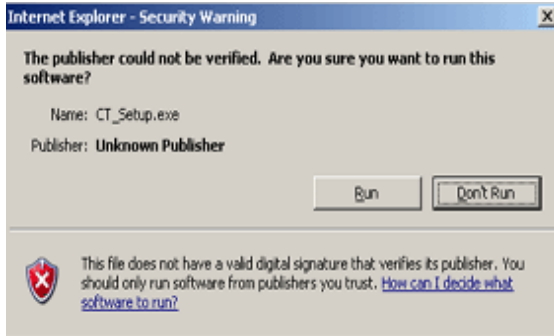 Internet Explorer - Security Warning
X
The publisher could not be verified. Are you sure you want to run this
software?
Name: CT_Setup.exe
Publisher: Unknown Publisher
Run
Don't Run
This file does not have a valid digital signature that verifies its publisher. You
should only run software from publishers you trust. How can I decide what
software to run?